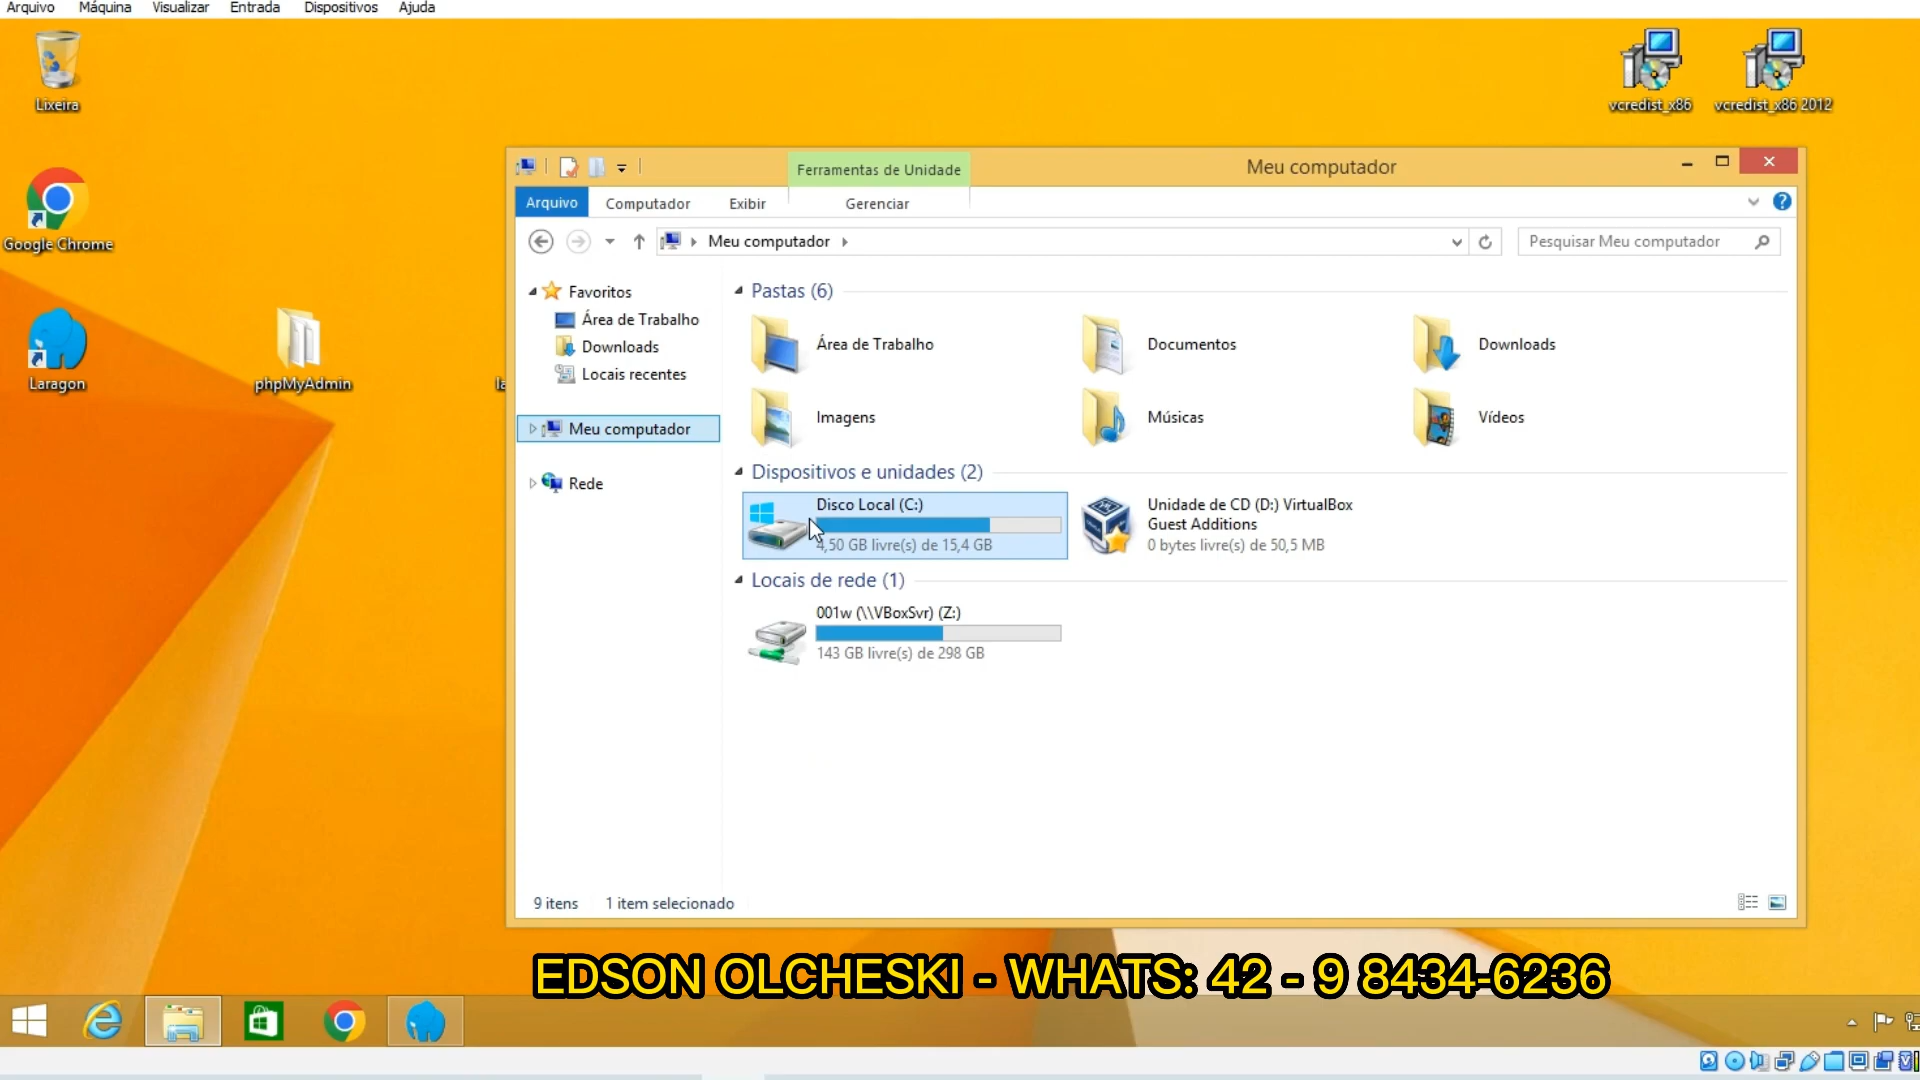 Arquivo Máquina Visualizar Entrada Dispositivos Ajuda
Lixeira
vcredist_x86
vcredist_x86 2012
Google Chrome
Laragon
phpMyAdmin
la
Ferramentas de Unidade
Meu computador
Arquivo Computador Exibir Gerenciar
Meu computador
Pesquisar Meu computador
Favoritos
Área de Trabalho
Downloads
Locais recentes
Meu computador
Rede
Pastas (6)
Área de Trabalho
Documentos
Downloads
Imagens
Músicas
Vídeos
Dispositivos e unidades (2)
Disco Local (C:)
4,50 GB livre(s) de 15,4 GB
Unidade de CD (D:) VirtualBox
Guest Additions
0 bytes livre(s) de 50,5 MB
Locais de rede (1)
001w (\\VBoxSvr) (Z:)
143 GB livre(s) de 298 GB
9 itens 1 item selecionado
EDSON OLCHESKI - WHATS: 42 - 9 8434-6236